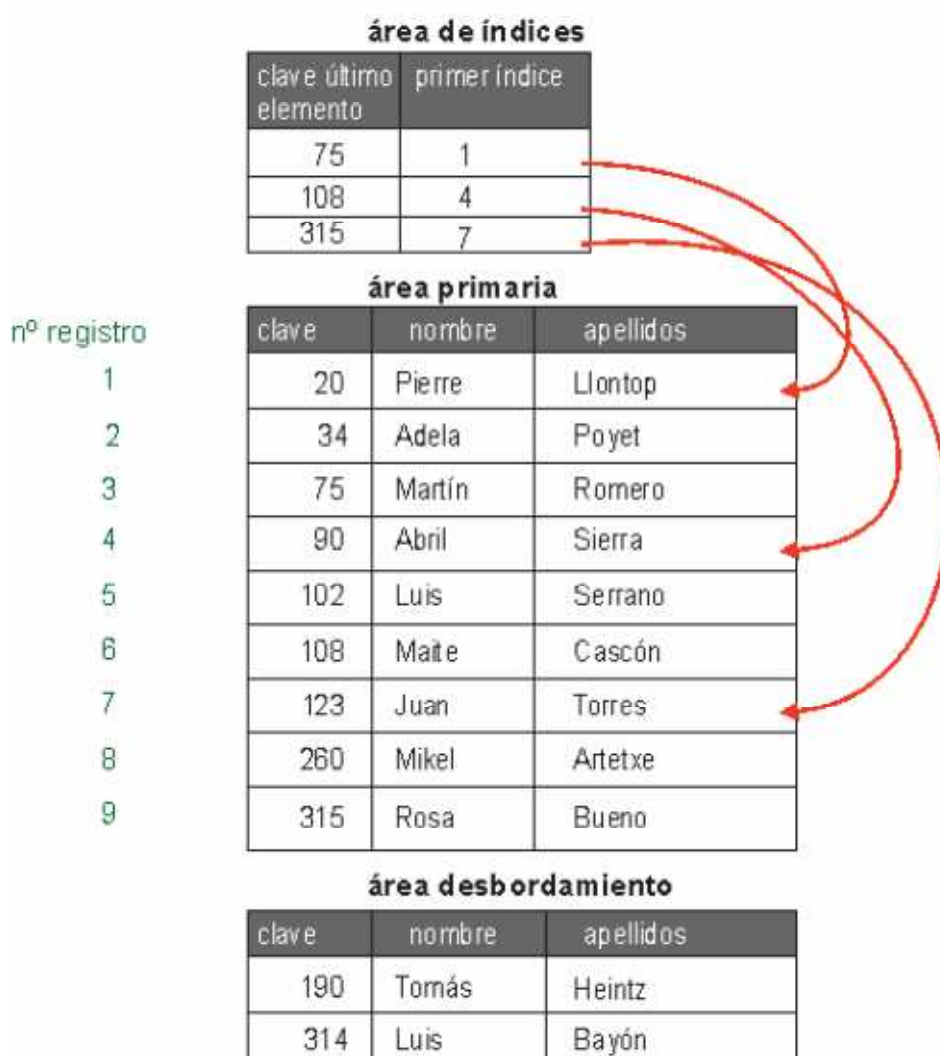 área de índices
clave último elemento primer índice
75 1
108 4
315 7
área primaria
nº registro clave nombre apellidos
1 20 Pierre Llontop
2 34 Adela Poyet
3 75 Martín Romero
4 90 Abril Sierra
5 102 Luis Serrano
6 108 Maite Cascón
7 123 Juan Torres
8 260 Mikel Artetxe
9 315 Rosa Bueno
área desbordamiento
clave nombre apellidos
190 Tomás Heintz
314 Luis Bayón